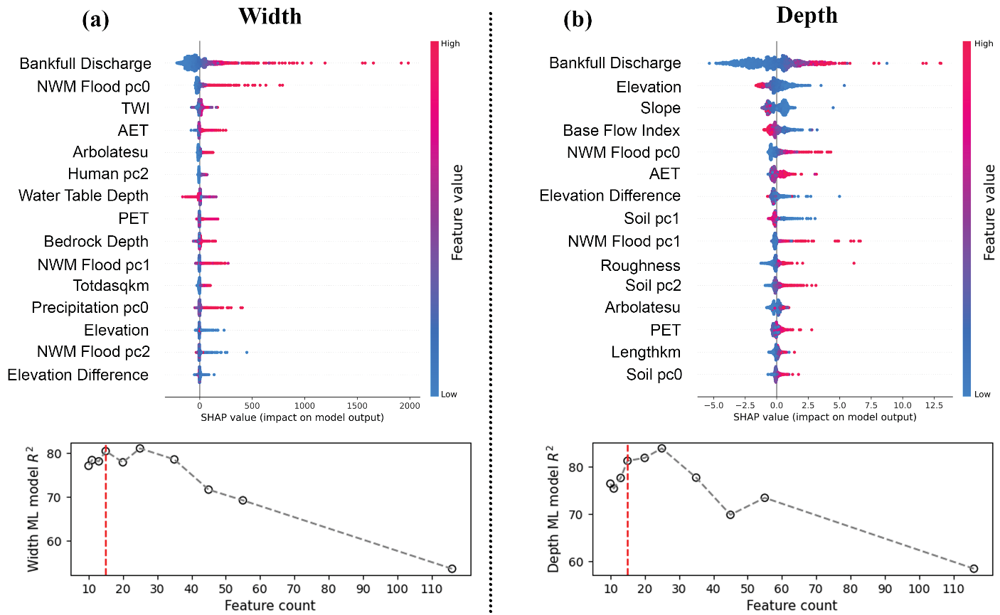 (a)
Width
Bankfull Discharge
NWM Flood pc0
TWI
AET
Arbolatesu
Human pc2
Water Table Depth
PET
Bedrock Depth
NWM Flood pc1
Totdasqkm
Precipitation pc0
Elevation
NWM Flood pc2
Elevation Difference
High
Feature value
Low
0 500 1000 1500 2000
SHAP value (impact on model output)
Width ML model R²
80
70
60
10 20 30 40 50 60 70 80 90 100 110
Feature count
(b)
Depth
Bankfull Discharge
Elevation
Slope
Base Flow Index
NWM Flood pc0
AET
Elevation Difference
Soil pc1
NWM Flood pc1
Roughness
Soil pc2
Arbolatesu
PET
Lengthkm
Soil pc0
High
Feature value
Low
−5.0 −2.5 0.0 2.5 5.0 7.5 10.0 12.5
SHAP value (impact on model output)
Depth ML model R²
80
70
60
10 20 30 40 50 60 70 80 90 100 110
Feature count